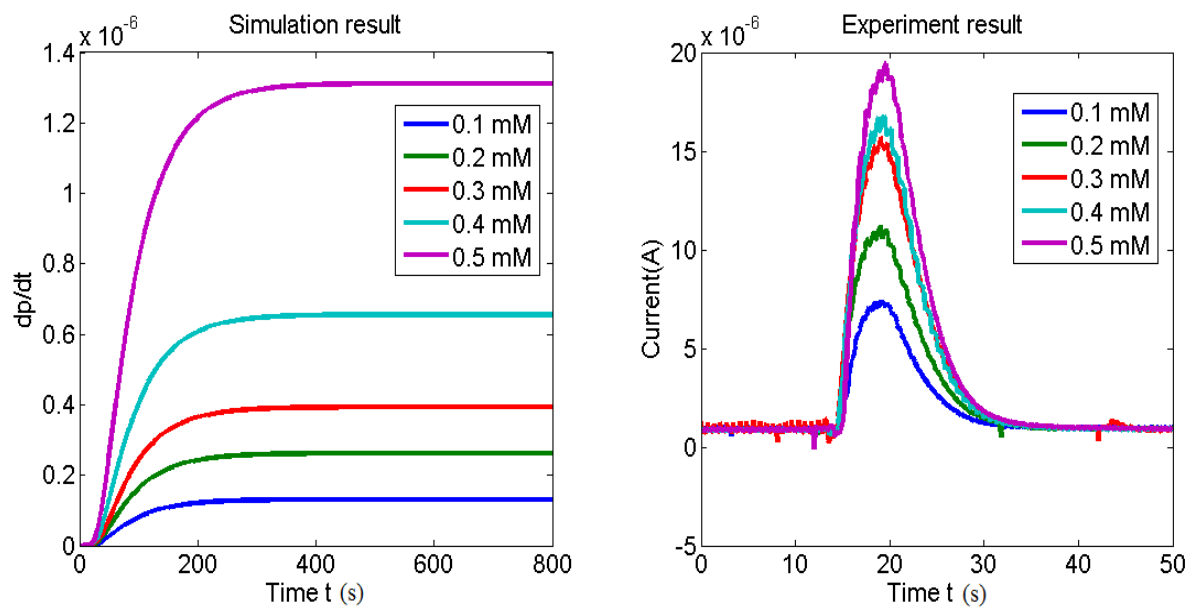 Simulation result
x 10^-6
1.4
1.2
1
0.8
0.6
0.4
0.2
0
dp/dt
0.1 mM
0.2 mM
0.3 mM
0.4 mM
0.5 mM
0 200 400 600 800
Time t (s)
Experiment result
x 10^-6
20
15
10
5
0
-5
Current(A)
0.1 mM
0.2 mM
0.3 mM
0.4 mM
0.5 mM
0 10 20 30 40 50
Time t (s)